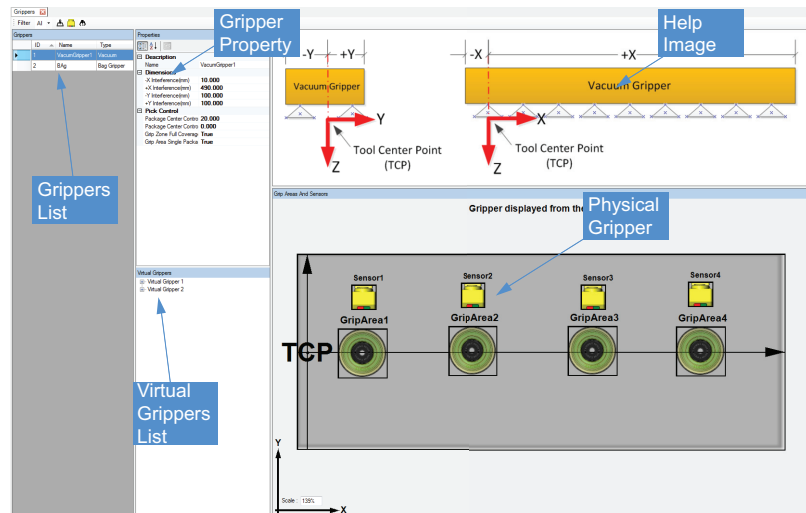 Grippers
Filter All
Grippers
ID Name Type
1 VacumGripper1 Vacuum
2 BAg Bag Gripper
Grippers
List
Properties
Description
Name VacumGripper1
Dimensions
-X Interference(mm) 10.000
+X Interference(mm) 490.000
-Y Interference(mm) 100.000
+Y Interference(mm) 100.000
Pick Control
Package Center Contro 20.000
Package Center Contro 0.000
Grip Zone Full Coverag True
Grip Area Single Packa True
Gripper
Property
Virtual Grippers
Virtual Gripper 1
Virtual Gripper 2
Virtual
Grippers
List
-Y +Y
Vacuum Gripper
Y
Z
Tool Center Point
(TCP)
-X +X
Vacuum Gripper
X
Z
Tool Center Point
(TCP)
Help
Image
Grip Areas And Sensors
Gripper displayed from the
Physical
Gripper
Sensor1 Sensor2 Sensor3 Sensor4
GripArea1 GripArea2 GripArea3 GripArea4
TCP
Y
Scale : 139%
X